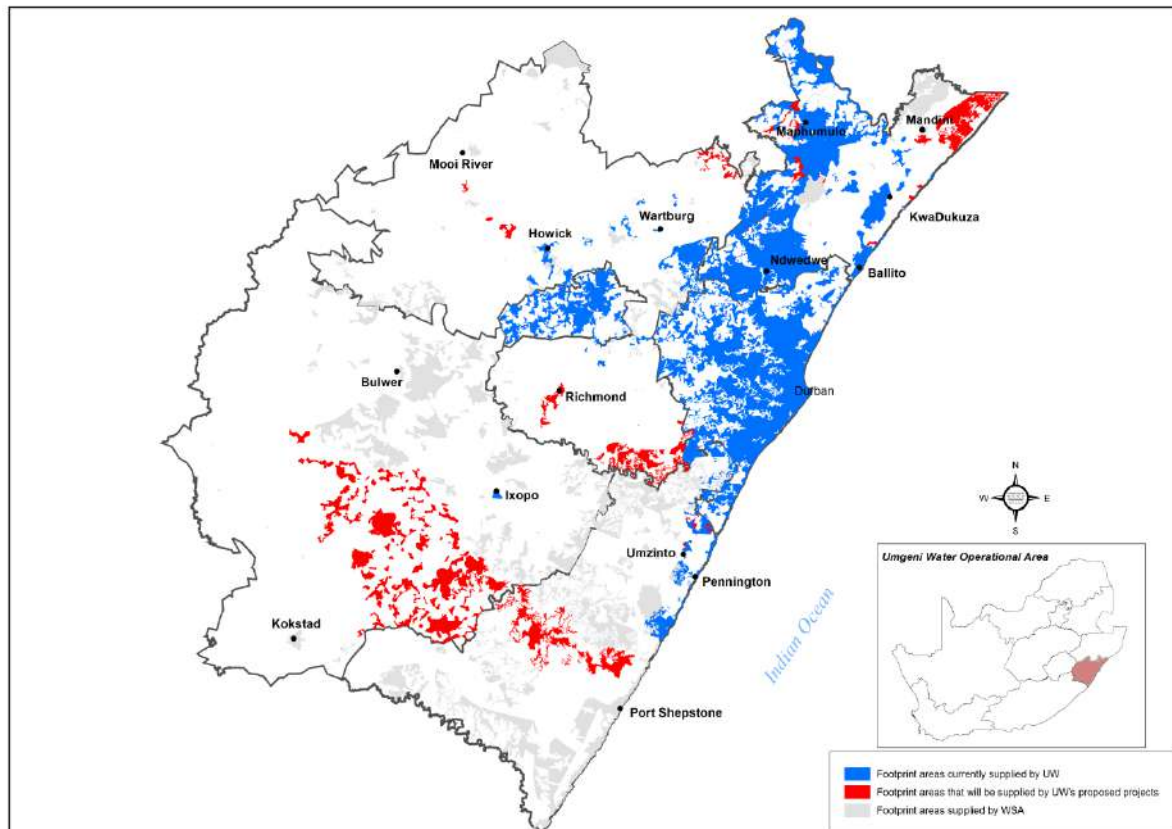 Mandini
Maphumulo
Mooi River
KwaDukuza
Wartburg
Howick
Ndwedwe
Ballito
Bulwer
Richmond
Durban
Ixopo
N
W
E
S
Umzinto
Pennington
Kokstad
Indian Ocean
Port Shepstone
Umgeni Water Operational Area
Footprint areas currently supplied by UW
Footprint areas that will be supplied by UW's proposed projects
Footprint areas supplied by WSA